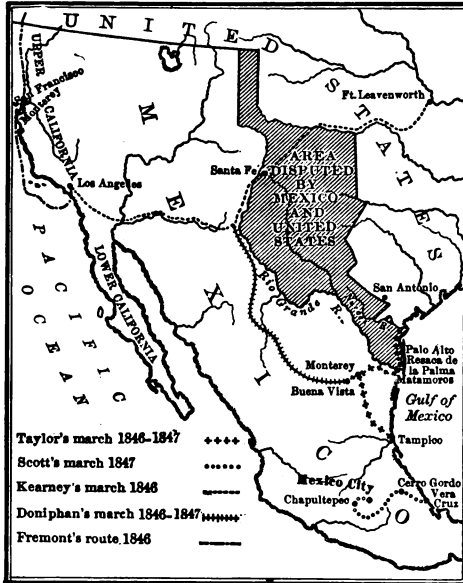 UNITED
STATES
MEXICO
UPPER CALIFORNIA
San Francisco
Monterey
Ft. Leavenworth
Santa Fe
AREA
DISPUTED
BY
MEXICO
AND
UNITED
STATES
Los Angeles
PACIFIC
OCEAN
LOWER CALIFORNIA
San Antonio
Rio Grande R.
Nueces R.
Palo Alto
Resaca de
la Palma
Matamoros
Monterey
Buena Vista
Gulf of
Mexico
Tampico
Mexico City
Chapultepec
Cerro Gordo
Vera
Cruz
Taylor's march 1846-1847
Scott's march 1847
Kearney's march 1846
Doniphan's march 1846-1847
Fremont's route 1846